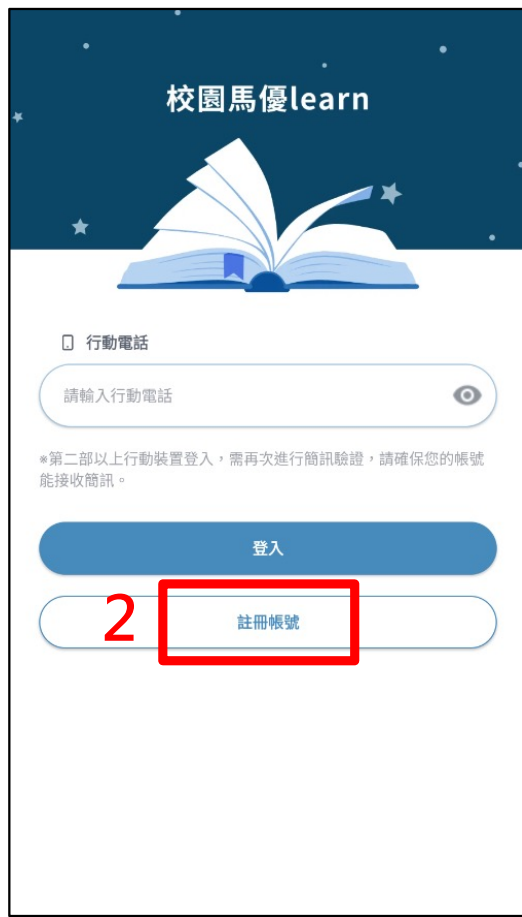 校園馬優learn
行動電話
請輸入行動電話
*第二部以上行動裝置登入，需再次進行簡訊驗證，請確保您的帳號
能接收簡訊。
登入
2
註冊帳號